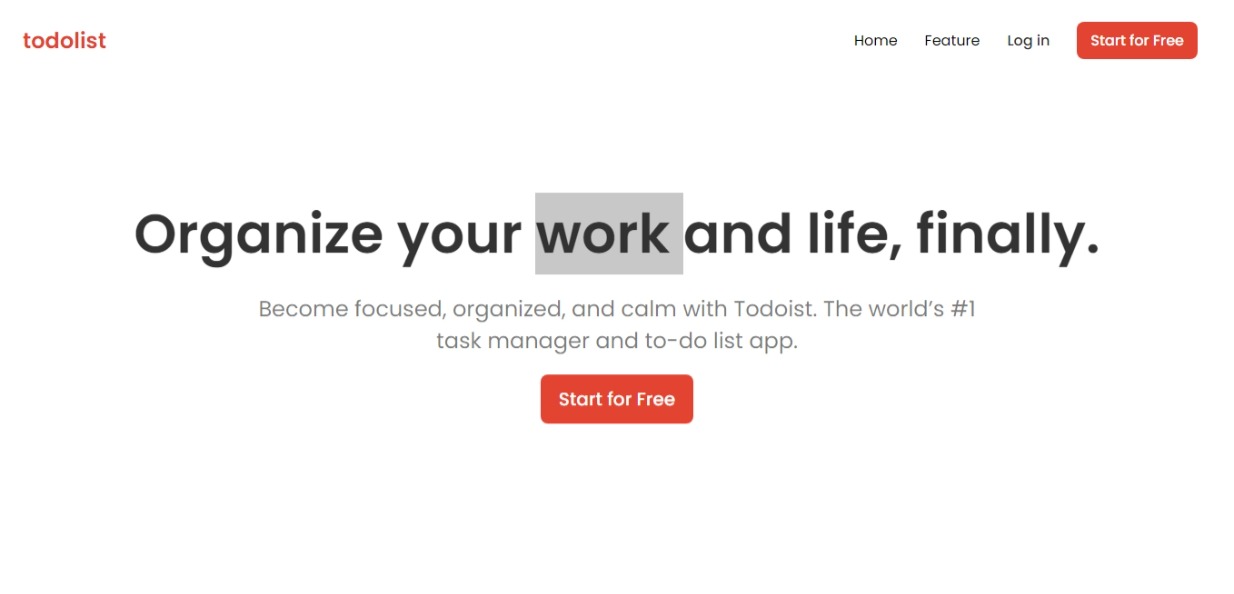 todolist
Home Feature Log in Start for Free
Organize your work and life, finally.
Become focused, organized, and calm with Todoist. The world’s #1
task manager and to-do list app.
Start for Free